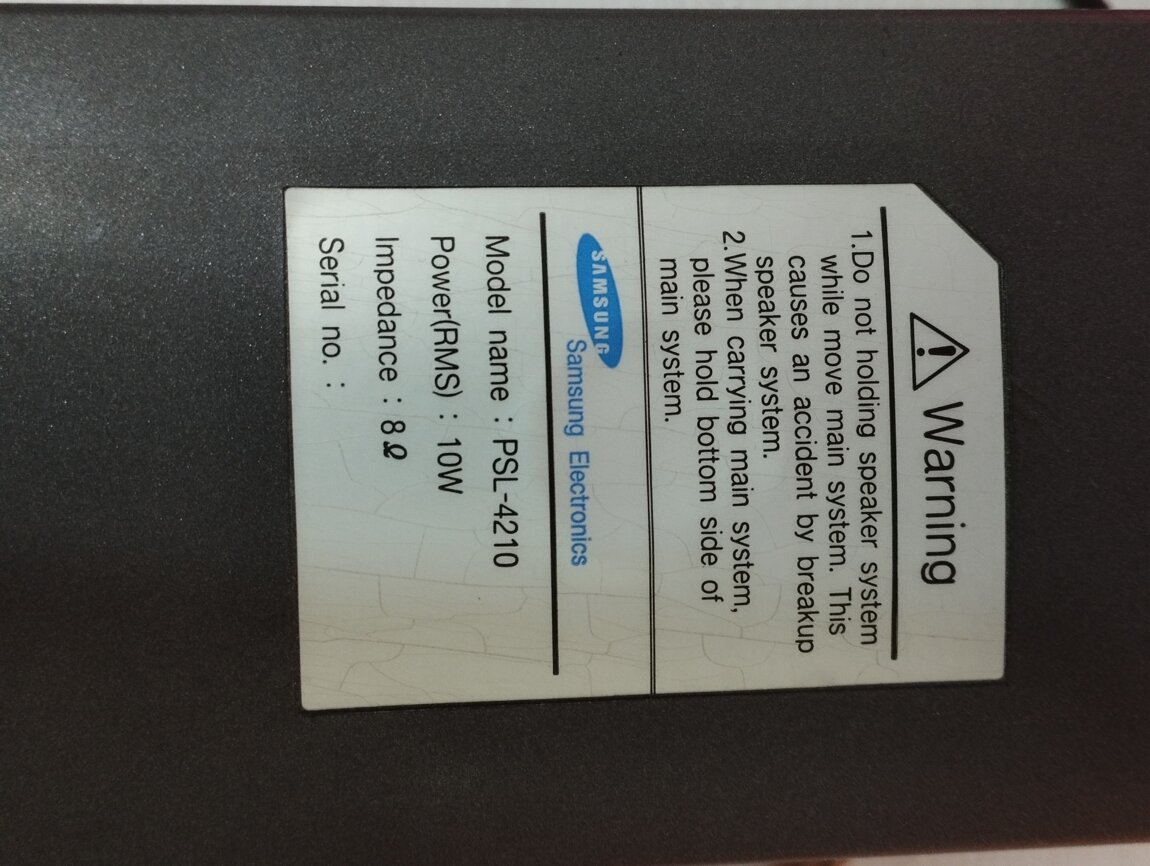 Warning
1.Do not holding speaker system
while move main system. This
causes an accident by breakup
speaker system.
2.When carrying main system,
please hold bottom side of
main system.
SAMSUNG Samsung Electronics
Model name : PSL-4210
Power(RMS) : 10W
Impedance : 8Ω
Serial no. :